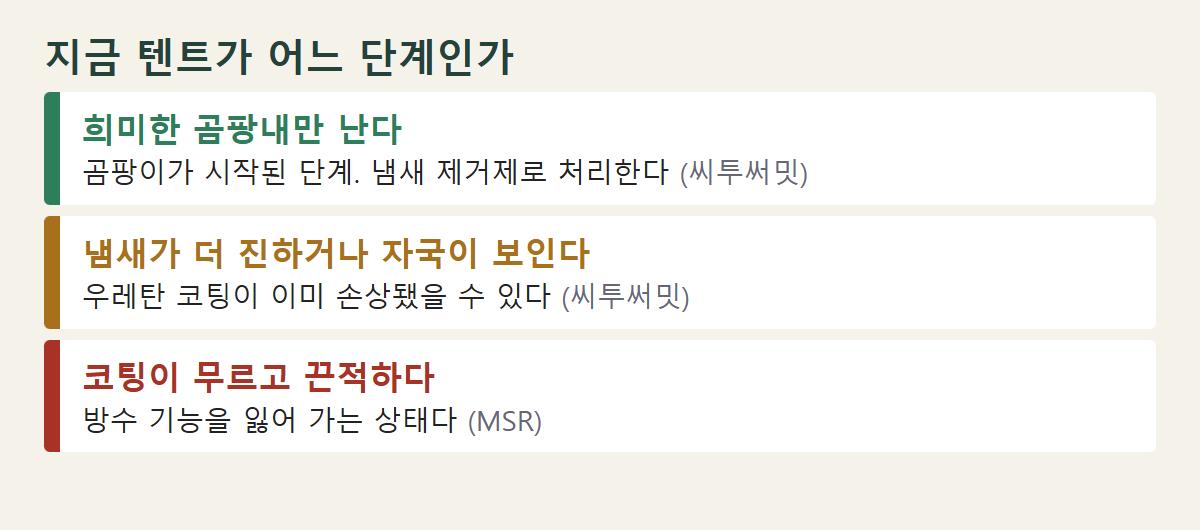 지금 텐트가 어느 단계인가
희미한 곰팡내만 난다
곰팡이가 시작된 단계. 냄새 제거제로 처리한다 (씨투써밋)
냄새가 더 진하거나 자국이 보인다
우레탄 코팅이 이미 손상됐을 수 있다 (씨투써밋)
코팅이 무르고 끈적하다
방수 기능을 잃어 가는 상태다 (MSR)